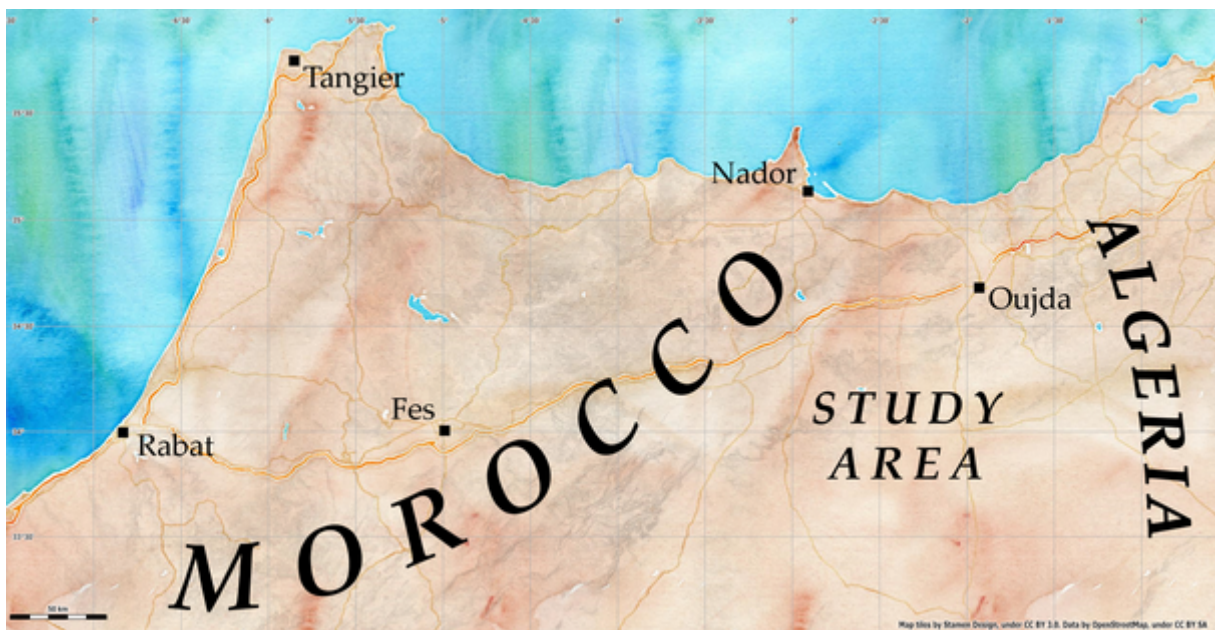 Tangier
Nador
Oujda
Fes
Rabat
MOROCCO
ALGERIA
STUDY
AREA
50 km
Map tiles by Stamen Design, under CC BY 3.0. Data by OpenStreetMap, under CC BY SA